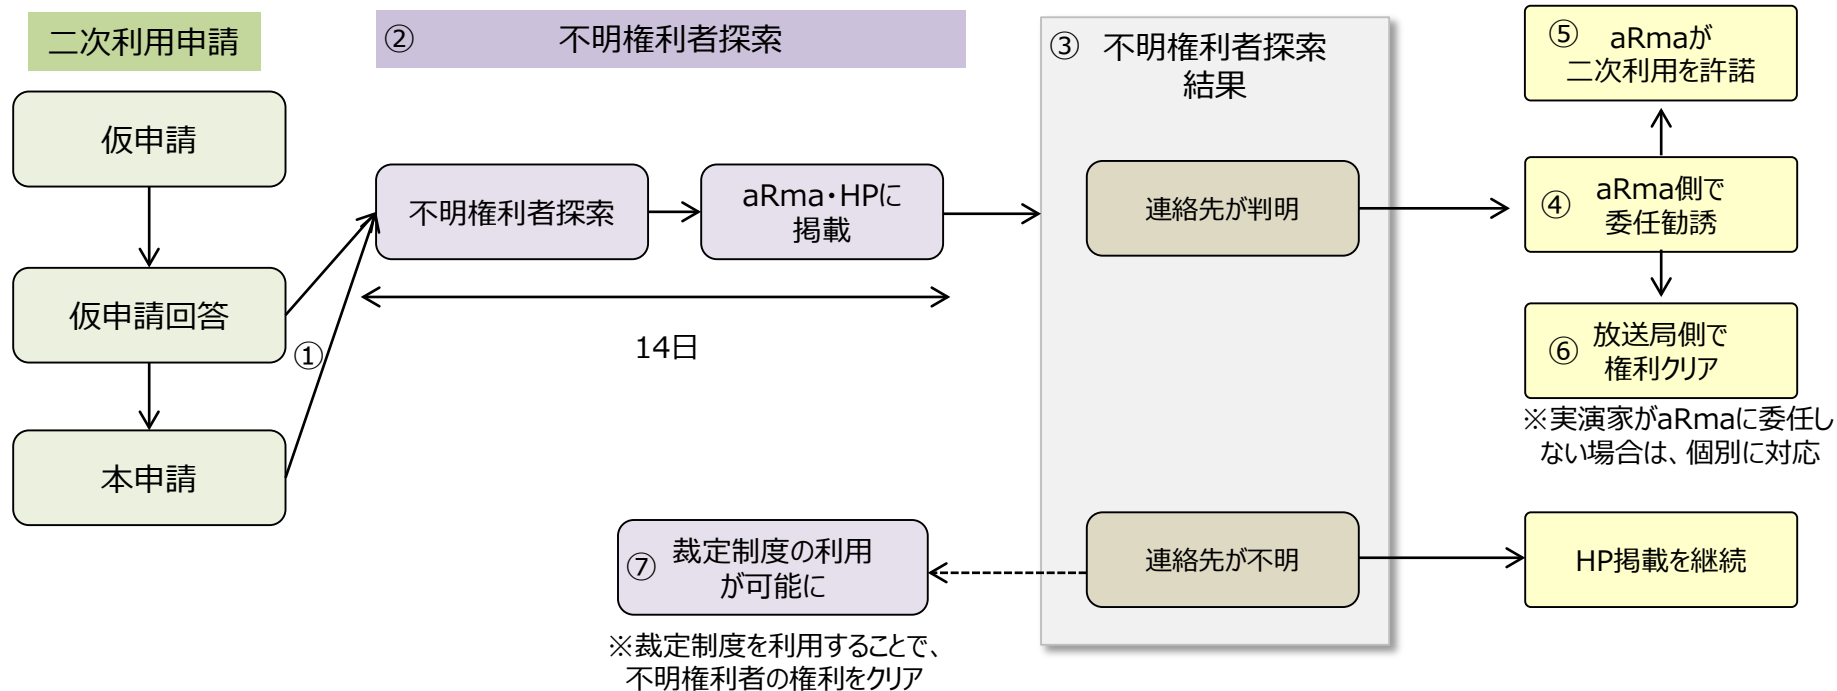 二次利用申請
仮申請
仮申請回答
本申請
①
② 不明権利者探索
不明権利者探索
aRma・HPに
掲載
14日
③ 不明権利者探索
結果
連絡先が判明
連絡先が不明
⑤ aRmaが
二次利用を許諾
④ aRma側で
委任勧誘
⑥ 放送局側で
権利クリア
※実演家がaRmaに委任し
ない場合は、個別に対応
HP掲載を継続
⑦ 裁定制度の利用
が可能に
※裁定制度を利用することで、
不明権利者の権利をクリア